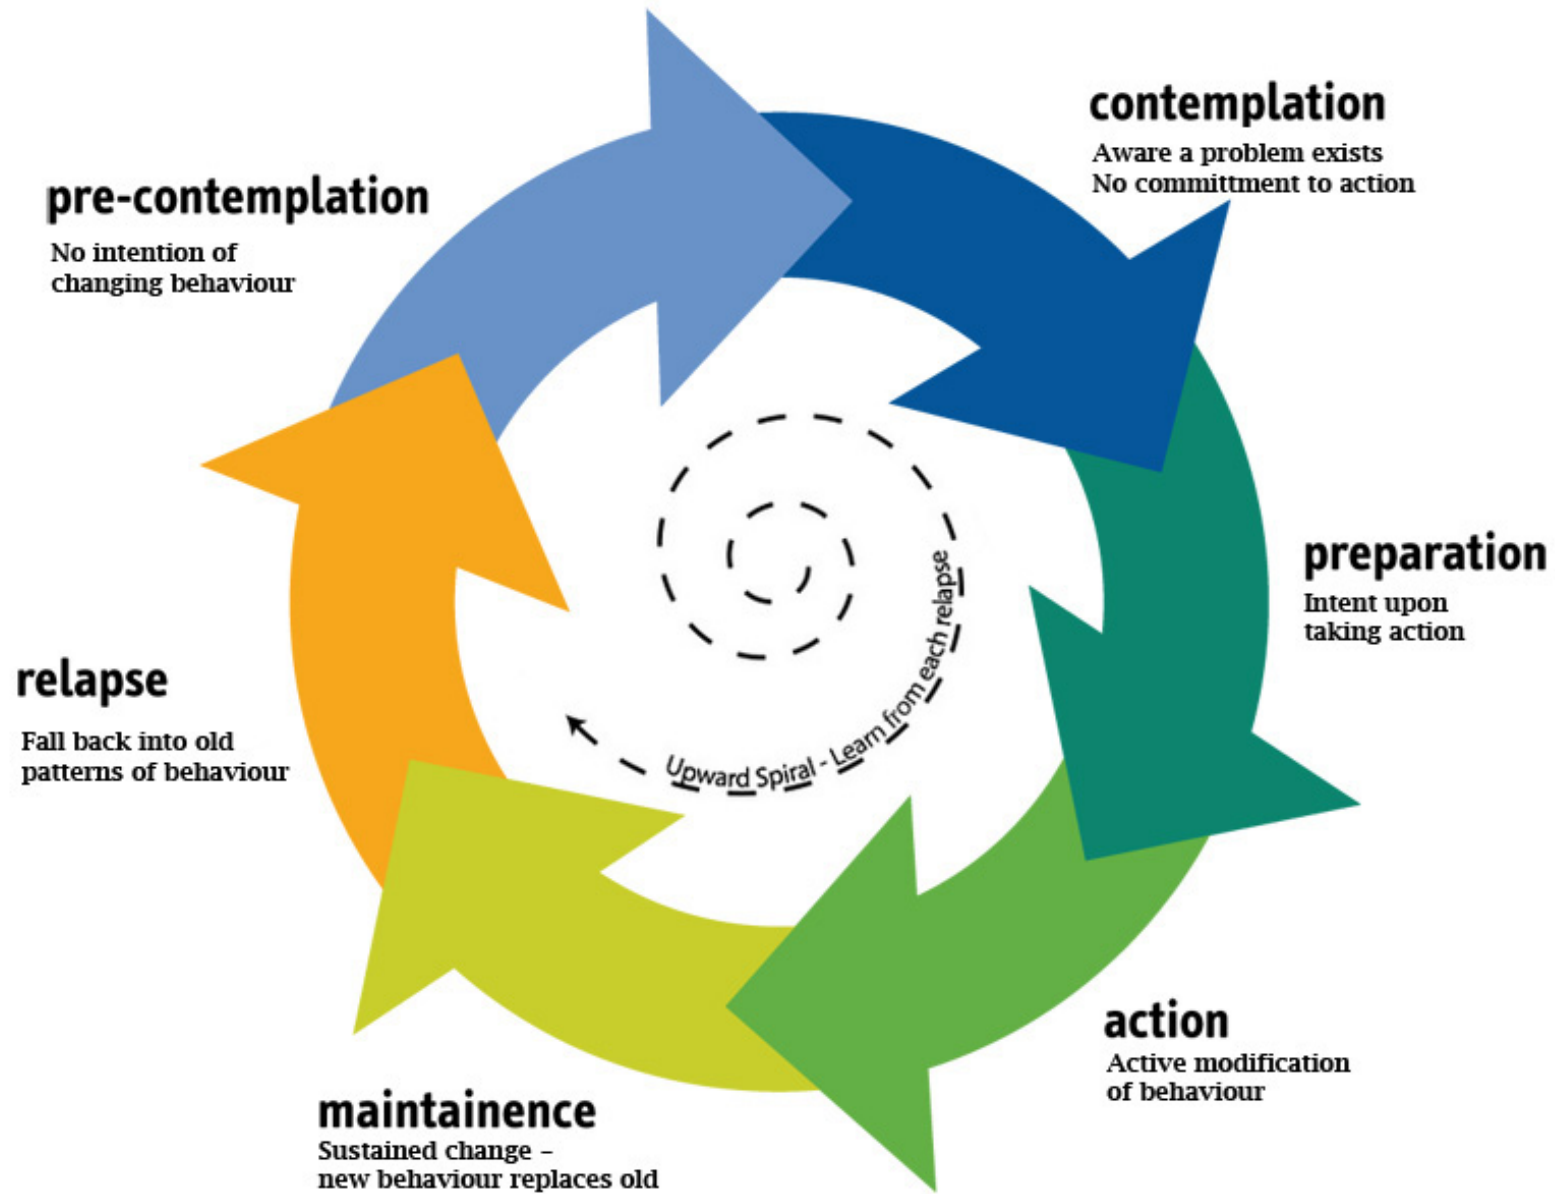 pre-contemplation
No intention of
changing behaviour
contemplation
Aware a problem exists
No committment to action
preparation
Intent upon
taking action
action
Active modification
of behaviour
maintainence
Sustained change –
new behaviour replaces old
relapse
Fall back into old
patterns of behaviour
Upward Spiral - Learn from each relapse